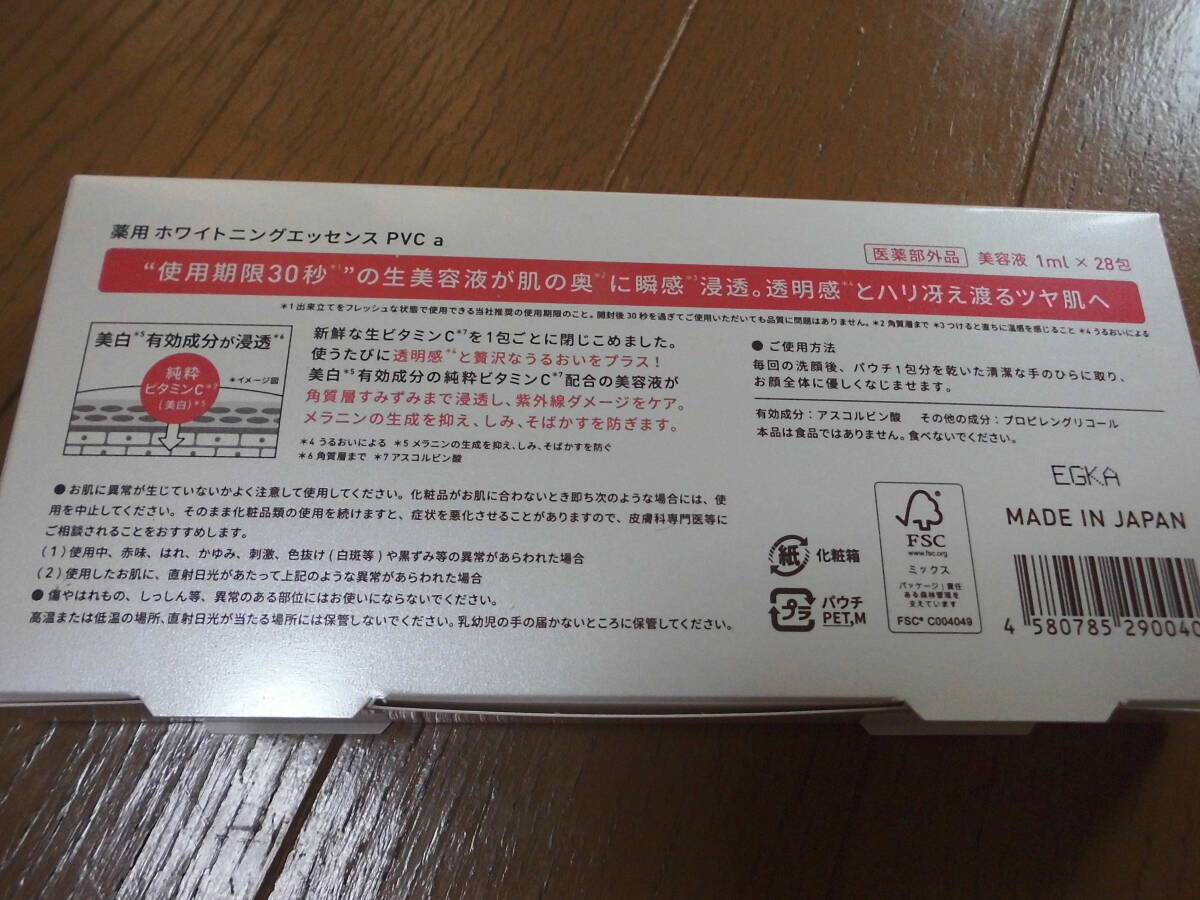 薬用 ホワイトニングエッセンス PVC a
医薬部外品 美容液 1ml × 28包
“使用期限30秒*1”の生美容液が肌の奥*2に瞬感*3浸透。透明感*4とハリ冴え渡るツヤ肌へ
*1 出来立てをフレッシュな状態で使用できる当社推奨の使用期限のこと。開封後30秒を過ぎてご使用いただいても品質に問題はありません。*2 角質層まで *3 つけると直ちに温感を感じること *4 うるおいによる
美白*5有効成分が浸透*6
純粋
ビタミンC*7
(美白)*5
*イメージ図
新鮮な生ビタミンC*7を1包ごとに閉じこめました。
使うたびに透明感*4と贅沢なうるおいをプラス！
美白*5有効成分の純粋ビタミンC*7配合の美容液が
角質層すみずみまで浸透し、紫外線ダメージをケア。
メラニンの生成を抑え、しみ、そばかすを防ぎます。
*4 うるおいによる *5 メラニンの生成を抑え、しみ、そばかすを防ぐ
*6 角質層まで *7 アスコルビン酸
● ご使用方法
毎回の洗顔後、パウチ1包分を乾いた清潔な手のひらに取り、
お顔全体に優しくなじませます。
有効成分：アスコルビン酸 その他の成分：プロピレングリコール
本品は食品ではありません。食べないでください。
● お肌に異常が生じていないかよく注意して使用してください。化粧品がお肌に合わないとき即ち次のような場合には、使
用を中止してください。そのまま化粧品類の使用を続けますと、症状を悪化させることがありますので、皮膚科専門医等に
ご相談されることをおすすめします。
(1)使用中、赤味、はれ、かゆみ、刺激、色抜け(白斑等)や黒ずみ等の異常があらわれた場合
(2)使用したお肌に、直射日光があたって上記のような異常があらわれた場合
● 傷やはれもの、しっしん等、異常のある部位にはお使いにならないでください。
高温または低温の場所、直射日光が当たる場所には保管しないでください。乳幼児の手の届かないところに保管してください。
紙 化粧箱
プラ パウチ
PET,M
FSC
www.fsc.org
ミックス
パッケージ｜責任
ある森林管理を
支えています
FSC® C004049
EGKA
MADE IN JAPAN
4 580785 290040